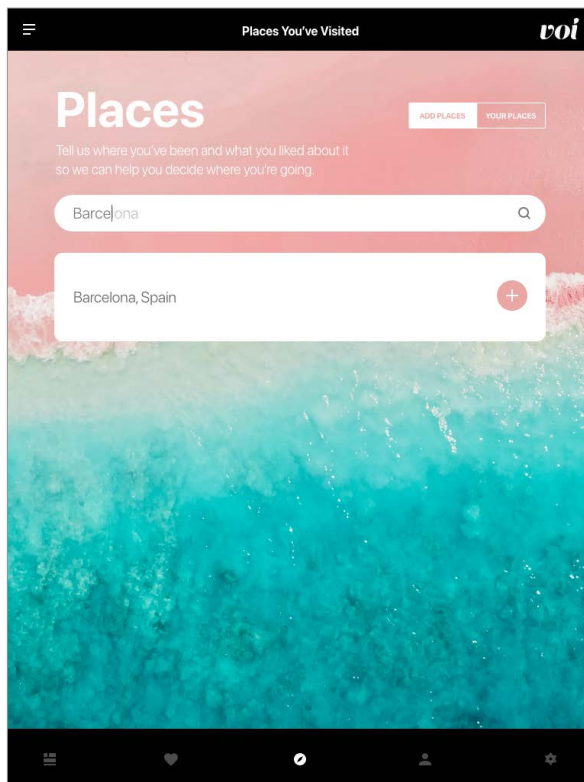 Places You've Visited
voi
Places
ADD PLACES
YOUR PLACES
Tell us where you've been and what you liked about it
so we can help you decide where you're going.
Barcelona
Barcelona, Spain